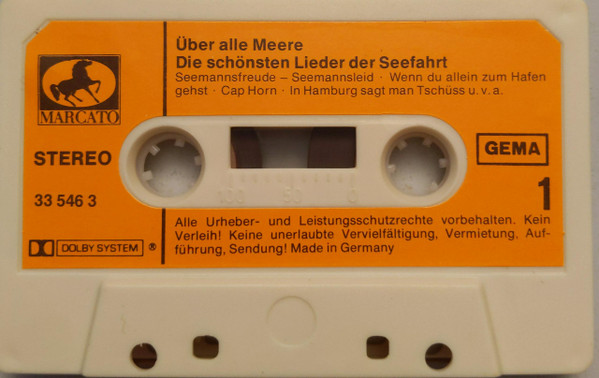 Über alle Meere
Die schönsten Lieder der Seefahrt
Seemannsfreude – Seemannsleid · Wenn du allein zum Hafen
gehst · Cap Horn · In Hamburg sagt man Tschüss u. v. a.
MARCATO
STEREO
GEMA
33 546 3
100 50 0
1
Alle Urheber- und Leistungsschutzrechte vorbehalten. Kein
Verleih! Keine unerlaubte Vervielfältigung, Vermietung, Auf-
führung, Sendung! Made in Germany
DOLBY SYSTEM ®